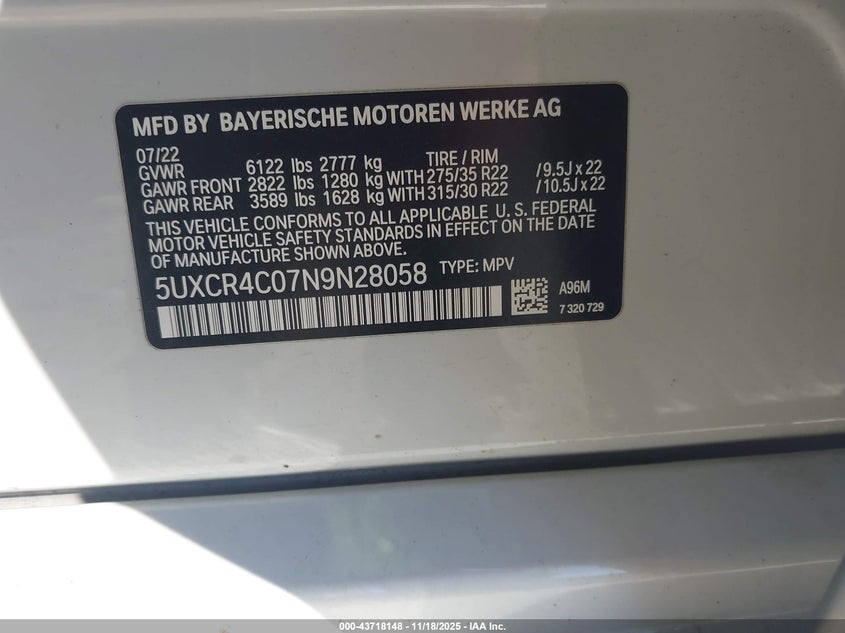 MFD BY BAYERISCHE MOTOREN WERKE AG
07/22
GVWR 6122 lbs 2777 kg TIRE / RIM
GAWR FRONT 2822 lbs 1280 kg WITH 275/35 R22 / 9.5J x 22
GAWR REAR 3589 lbs 1628 kg WITH 315/30 R22 / 10.5J x 22
THIS VEHICLE CONFORMS TO ALL APPLICABLE U. S. FEDERAL
MOTOR VEHICLE SAFETY STANDARDS IN EFFECT ON THE DATE
OF MANUFACTURE SHOWN ABOVE.
5UXCR4C07N9N28058 TYPE: MPV
A96M
7 320 729
000-43718148 — 11/18/2025 — IAA Inc.